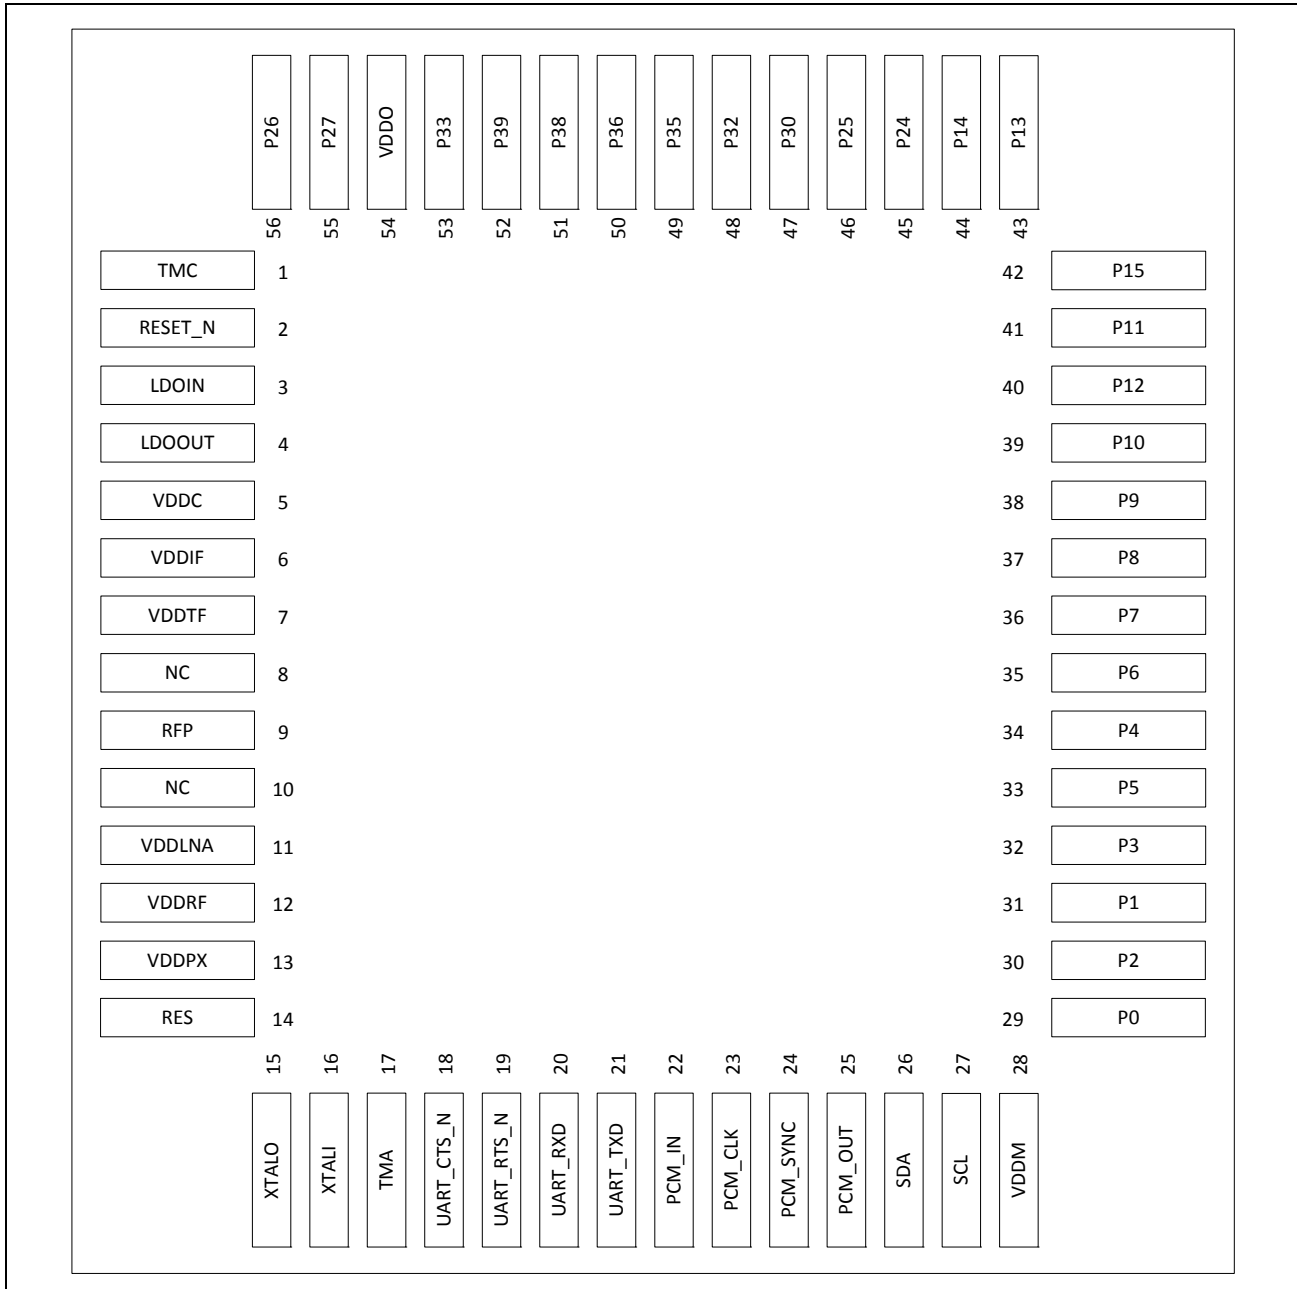 P26 P27 VDDO P33 P39 P38 P36 P35 P32 P30 P25 P24 P14 P13
56 55 54 53 52 51 50 49 48 47 46 45 44 43
TMC 1 42 P15
RESET_N 2 41 P11
LDOIN 3 40 P12
LDOOUT 4 39 P10
VDDC 5 38 P9
VDDIF 6 37 P8
VDDTF 7 36 P7
NC 8 35 P6
RFP 9 34 P4
NC 10 33 P5
VDDLNA 11 32 P3
VDDRF 12 31 P1
VDDPX 13 30 P2
RES 14 29 P0
15 16 17 18 19 20 21 22 23 24 25 26 27 28
XTALO XTALI TMA UART_CTS_N UART_RTS_N UART_RXD UART_TXD PCM_IN PCM_CLK PCM_SYNC PCM_OUT SDA SCL VDDM